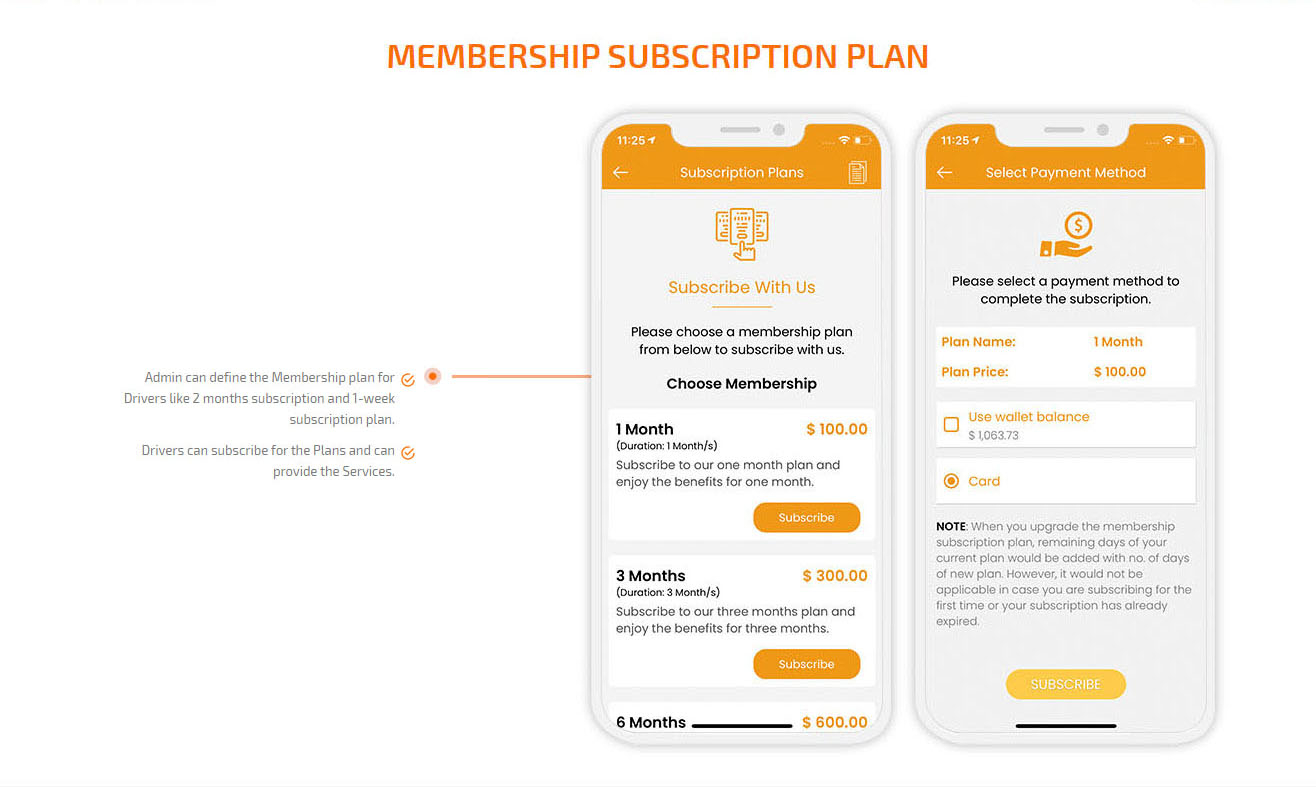 MEMBERSHIP SUBSCRIPTION PLAN
Admin can define the Membership plan for
Drivers like 2 months subscription and 1-week
subscription plan.
Drivers can subscribe for the Plans and can
provide the Services.
11:25
Subscription Plans
Subscribe With Us
Please choose a membership plan
from below to subscribe with us.
Choose Membership
1 Month $ 100.00
(Duration: 1 Month/s)
Subscribe to our one month plan and
enjoy the benefits for one month.
Subscribe
3 Months $ 300.00
(Duration: 3 Month/s)
Subscribe to our three months plan and
enjoy the benefits for three months.
Subscribe
6 Months $ 600.00
11:25
Select Payment Method
$
Please select a payment method to
complete the subscription.
Plan Name: 1 Month
Plan Price: $ 100.00
Use wallet balance
$ 1,063.73
Card
NOTE: When you upgrade the membership
subscription plan, remaining days of your
current plan would be added with no. of days
of new plan. However, it would not be
applicable in case you are subscribing for the
first time or your subscription has already
expired.
SUBSCRIBE